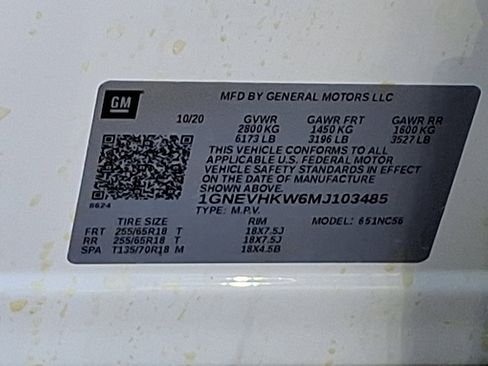 GM
MFD BY GENERAL MOTORS LLC
10/20 GVWR GAWR FRT GAWR RR
2800 KG 1450 KG 1600 KG
6173 LB 3196 LB 3527 LB
THIS VEHICLE CONFORMS TO ALL
APPLICABLE U.S. FEDERAL MOTOR
VEHICLE SAFETY STANDARDS IN EFFECT
ON THE DATE OF MANUFACTURE
SHOWN ABOVE.
1GNEVHKW6MJ103485
8624
TYPE: M.P.V.
TIRE SIZE RIM MODEL: 651NC56
FRT 255/65R18 T 18X7.5J
RR 255/65R18 T 18X7.5J
SPA T135/70R18 M 18X4.5B